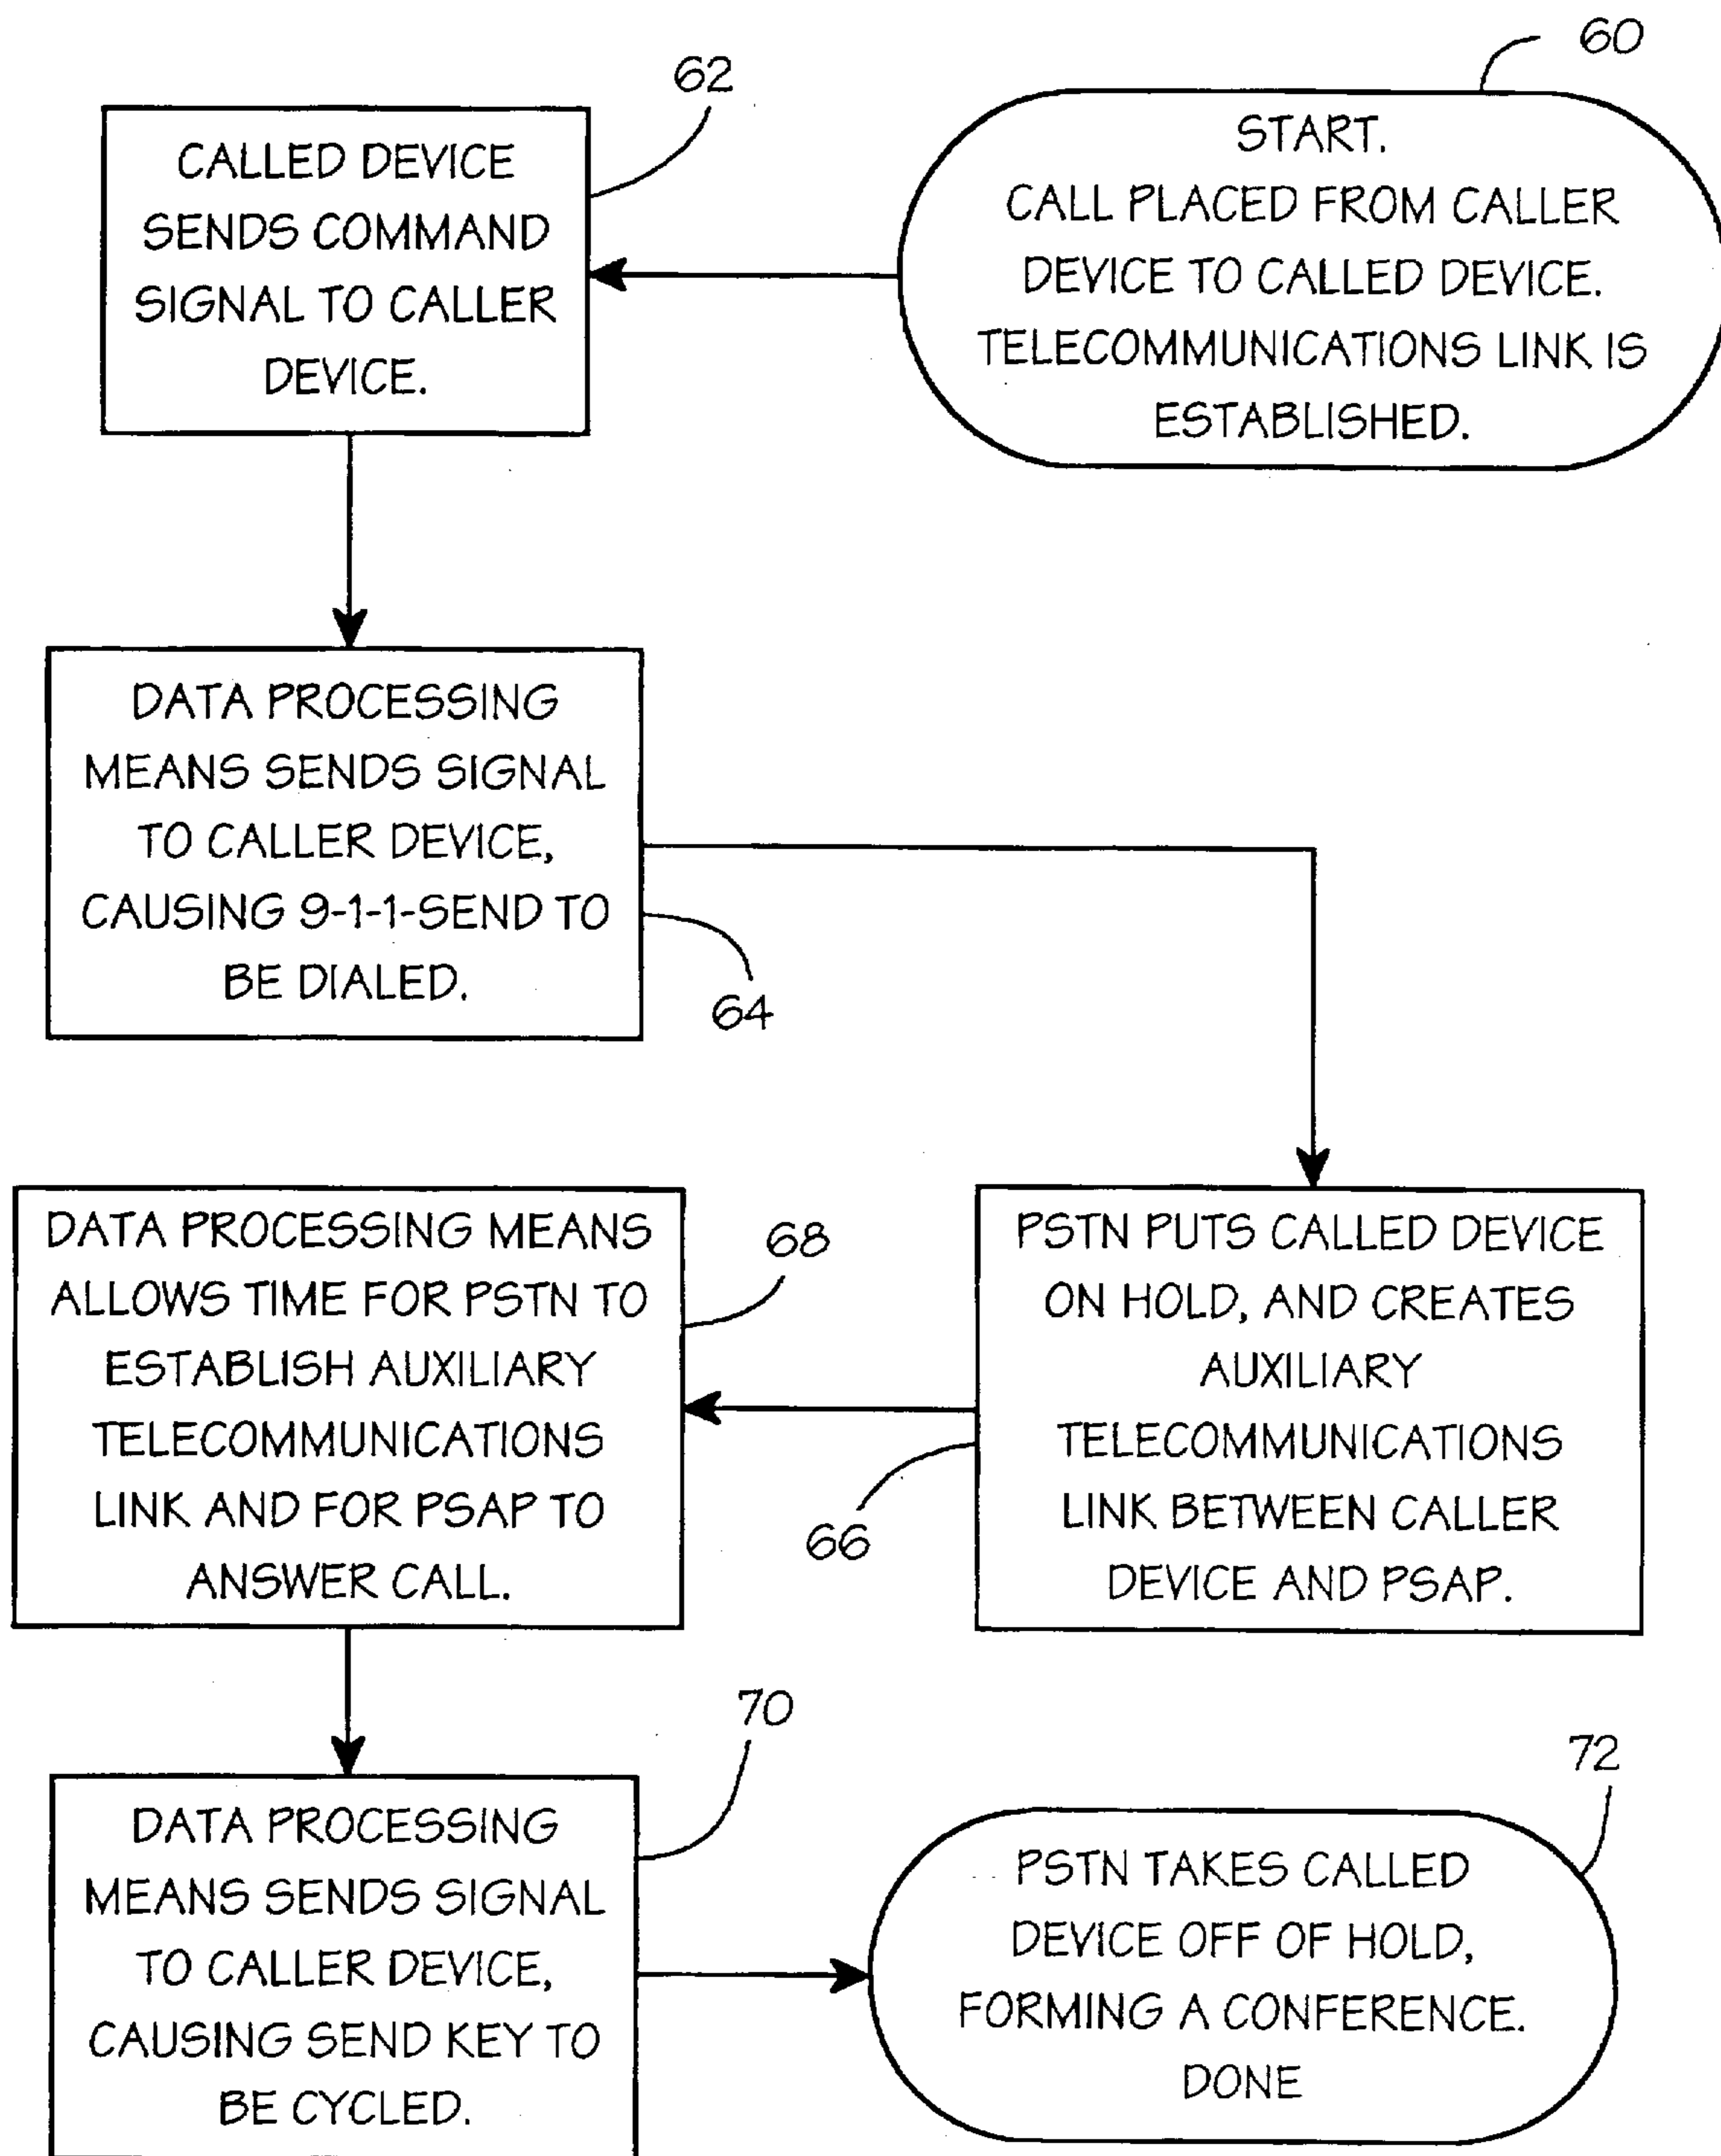 60
START.
CALL PLACED FROM CALLER
DEVICE TO CALLED DEVICE.
TELECOMMUNICATIONS LINK IS
ESTABLISHED.
62
CALLED DEVICE
SENDS COMMAND
SIGNAL TO CALLER
DEVICE.
DATA PROCESSING
MEANS SENDS SIGNAL
TO CALLER DEVICE,
CAUSING 9-1-1-SEND TO
BE DIALED.
64
PSTN PUTS CALLED DEVICE
ON HOLD, AND CREATES
AUXILIARY
TELECOMMUNICATIONS
LINK BETWEEN CALLER
DEVICE AND PSAP.
66
DATA PROCESSING MEANS
ALLOWS TIME FOR PSTN TO
ESTABLISH AUXILIARY
TELECOMMUNICATIONS
LINK AND FOR PSAP TO
ANSWER CALL.
68
70
DATA PROCESSING
MEANS SENDS SIGNAL
TO CALLER DEVICE,
CAUSING SEND KEY TO
BE CYCLED.
72
PSTN TAKES CALLED
DEVICE OFF OF HOLD,
FORMING A CONFERENCE.
DONE